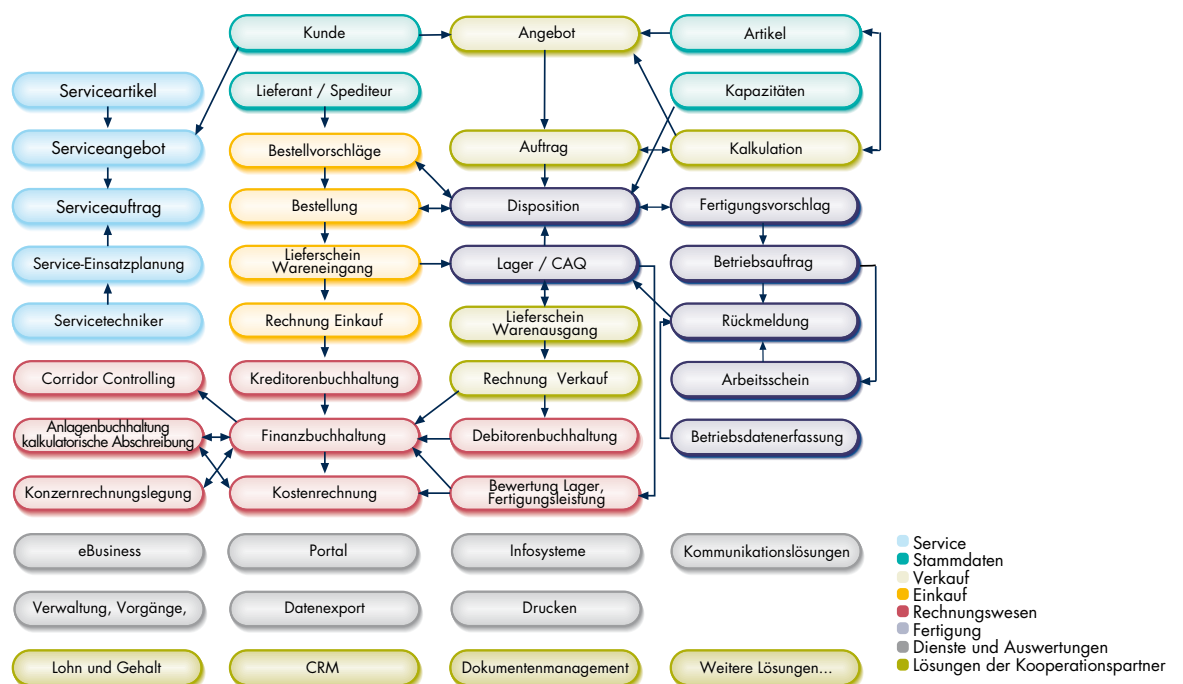 Kunde
Angebot
Artikel
Serviceartikel
Lieferant / Spediteur
Kapazitäten
Serviceangebot
Bestellvorschläge
Auftrag
Kalkulation
Serviceauftrag
Bestellung
Disposition
Fertigungsvorschlag
Service-Einsatzplanung
Lieferschein
Wareneingang
Lager / CAQ
Betriebsauftrag
Servicetechniker
Rechnung Einkauf
Lieferschein
Warenausgang
Rückmeldung
Corridor Controlling
Kreditorenbuchhaltung
Rechnung Verkauf
Arbeitsschein
Anlagenbuchhaltung
kalkulatorische Abschreibung
Finanzbuchhaltung
Debitorenbuchhaltung
Betriebsdatenerfassung
Konzernrechnungslegung
Kostenrechnung
Bewertung Lager,
Fertigungsleistung
eBusiness
Portal
Infosysteme
Kommunikationslösungen
Verwaltung, Vorgänge,
Datenexport
Drucken
Lohn und Gehalt
CRM
Dokumentenmanagement
Weitere Lösungen...
Service
Stammdaten
Verkauf
Einkauf
Rechnungswesen
Fertigung
Dienste und Auswertungen
Lösungen der Kooperationspartner